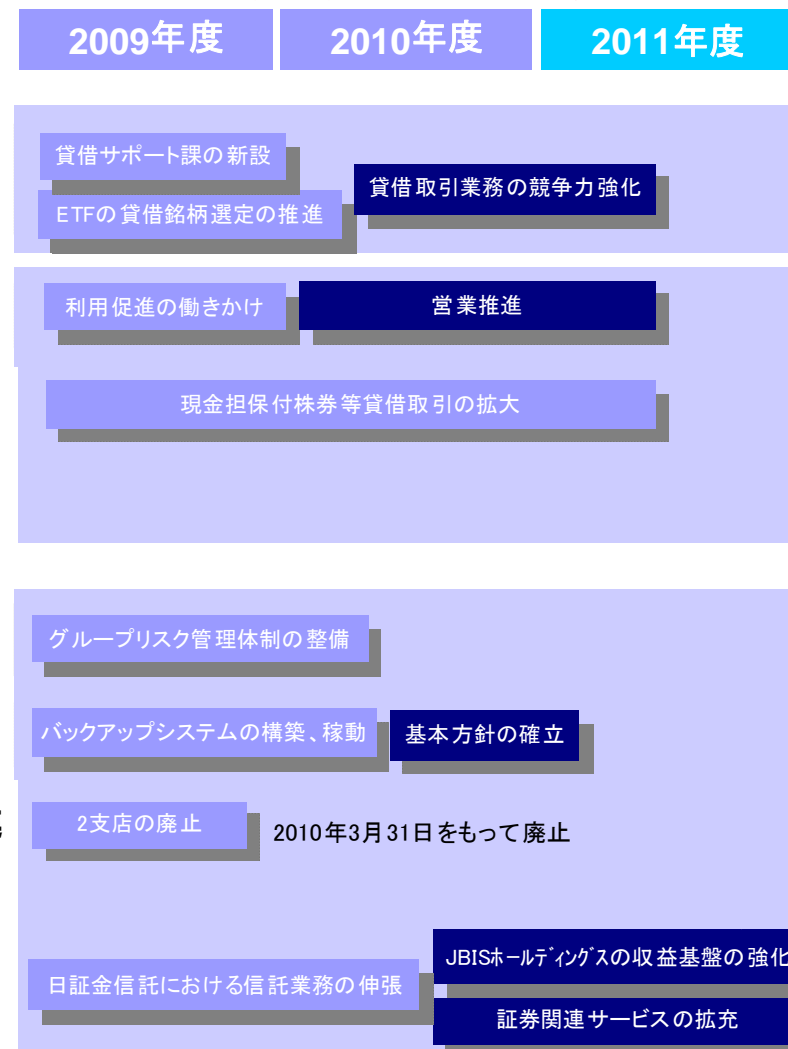 2009年度 2010年度 2011年度
貸借サポート課の新設
貸借取引業務の競争力強化
ETFの貸借銘柄選定の推進
利用促進の働きかけ 営業推進
現金担保付株券等貸借取引の拡大
グループリスク管理体制の整備
バックアップシステムの構築、稼動 基本方針の確立
2支店の廃止 2010年3月31日をもって廃止
JBISホールディングスの収益基盤の強化
日証金信託における信託業務の伸張
証券関連サービスの拡充